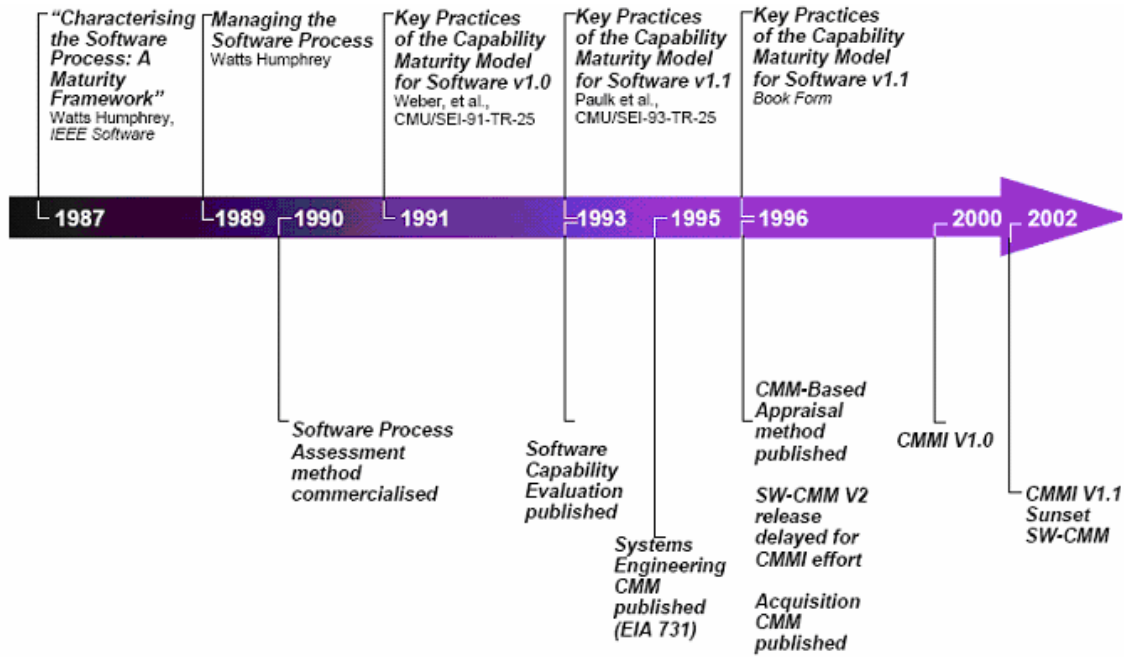 “Characterising
the Software
Process: A
Maturity
Framework”
Watts Humphrey,
IEEE Software
Managing the
Software Process
Watts Humphrey
Key Practices
of the Capability
Maturity Model
for Software v1.0
Weber, et al.,
CMU/SEI-91-TR-25
Key Practices
of the Capability
Maturity Model
for Software v1.1
Paulk et al.,
CMU/SEI-93-TR-25
Key Practices
of the Capability
Maturity Model
for Software v1.1
Book Form
1987
1989
1990
1991
1993
1995
1996
2000
2002
Software Process
Assessment
method
commercialised
Software
Capability
Evaluation
published
Systems
Engineering
CMM
published
(EIA 731)
CMM-Based
Appraisal
method
published
SW-CMM V2
release
delayed for
CMMI effort
Acquisition
CMM
published
CMMI V1.0
CMMI V1.1
Sunset
SW-CMM